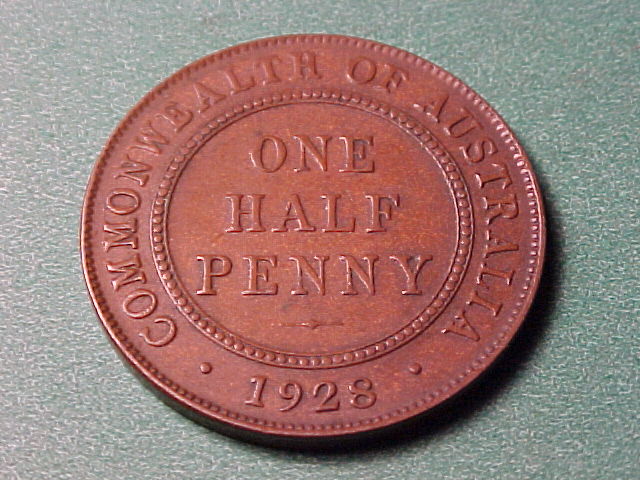 COMMONWEALTH OF AUSTRALIA
ONE
HALF
PENNY
1928